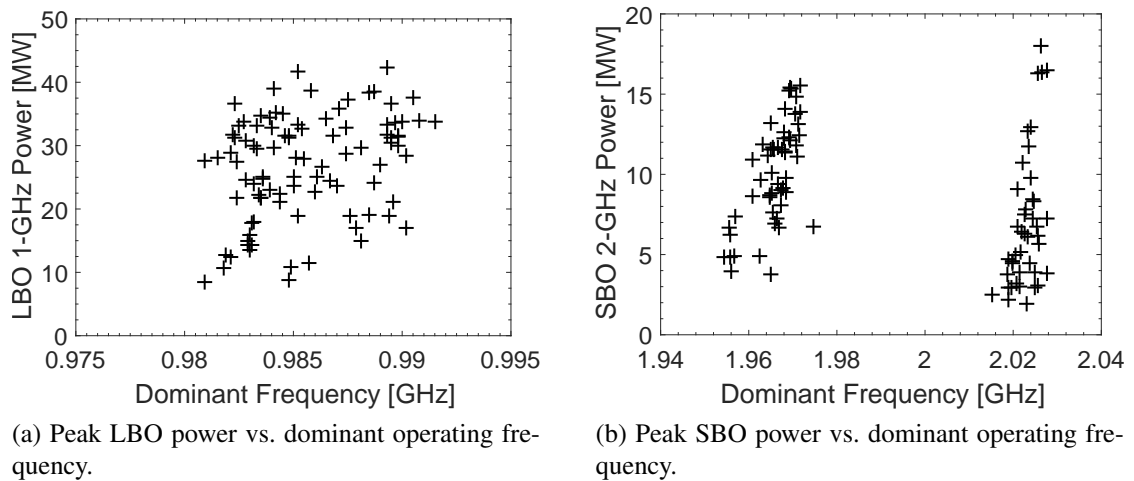 50
40
30
20
10
0
LBO 1-GHz Power [MW]
0.975 0.98 0.985 0.99 0.995
Dominant Frequency [GHz]
(a) Peak LBO power vs. dominant operating fre-
quency.
20
15
10
5
0
SBO 2-GHz Power [MW]
1.94 1.96 1.98 2 2.02 2.04
Dominant Frequency [GHz]
(b) Peak SBO power vs. dominant operating fre-
quency.